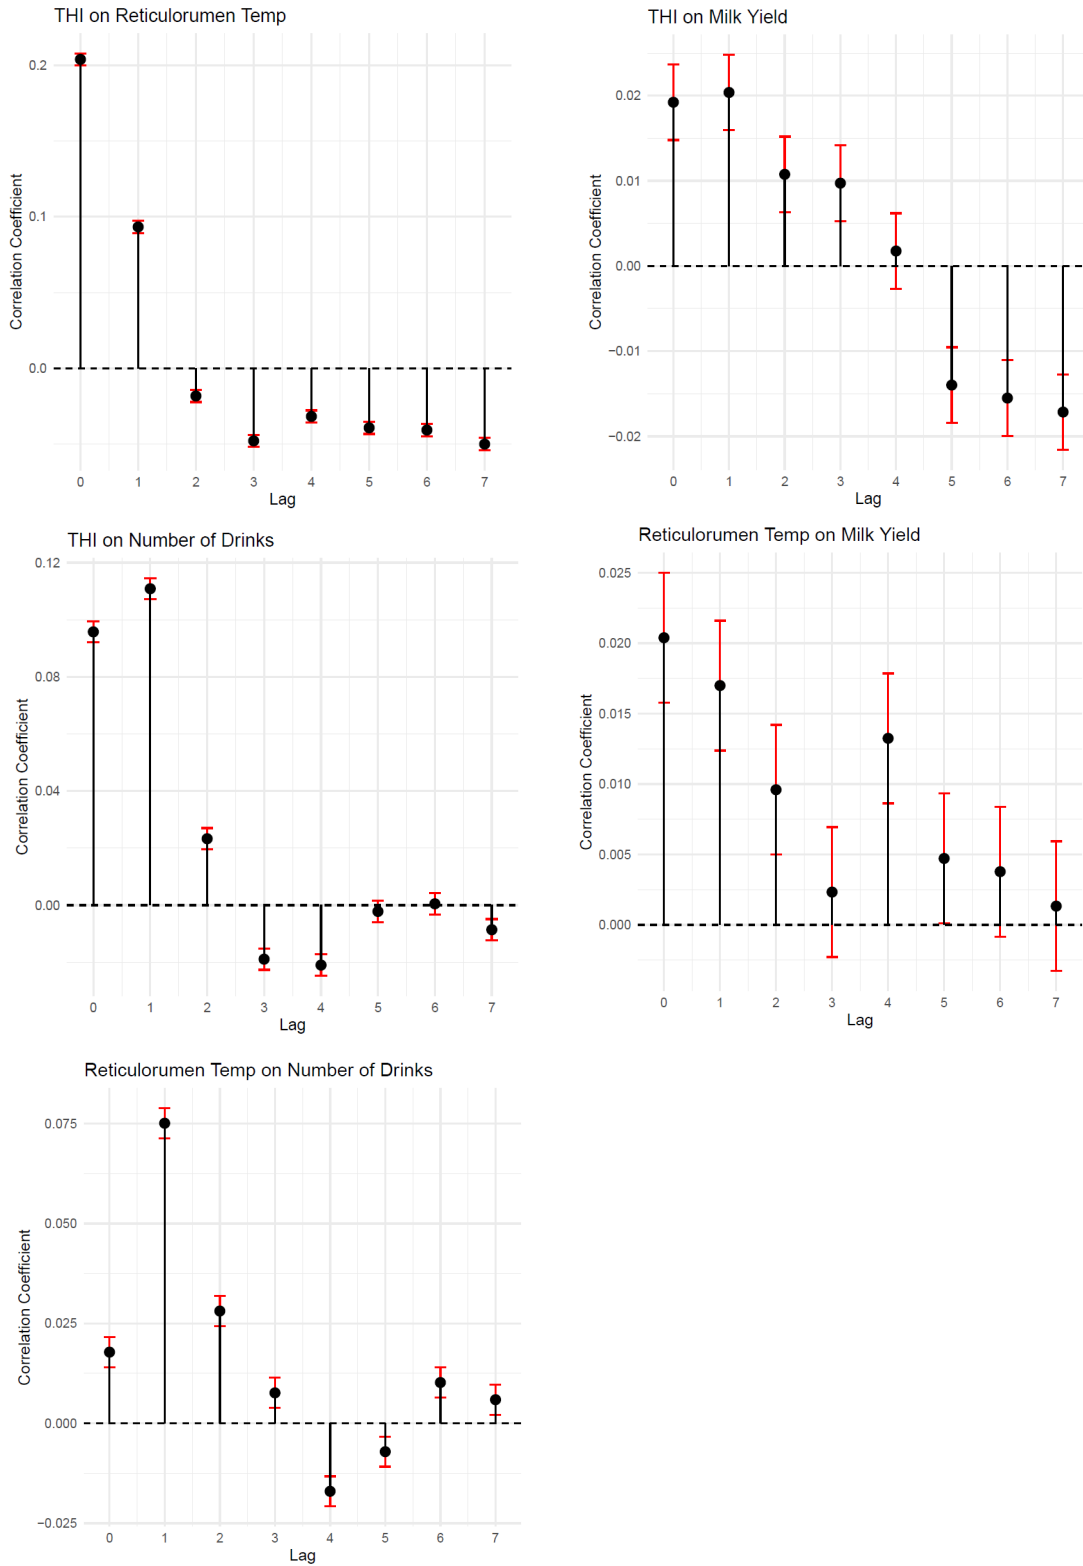 THI on Reticulorumen Temp
0.2
0.1
0.0
Correlation Coefficient
0 1 2 3 4 5 6 7
Lag
THI on Milk Yield
0.02
0.01
0.00
−0.01
−0.02
Correlation Coefficient
0 1 2 3 4 5 6 7
Lag
THI on Number of Drinks
0.12
0.08
0.04
0.00
Correlation Coefficient
0 1 2 3 4 5 6 7
Lag
Reticulorumen Temp on Milk Yield
0.025
0.020
0.015
0.010
0.005
0.000
Correlation Coefficient
0 1 2 3 4 5 6 7
Lag
Reticulorumen Temp on Number of Drinks
0.075
0.050
0.025
0.000
−0.025
Correlation Coefficient
0 1 2 3 4 5 6 7
Lag